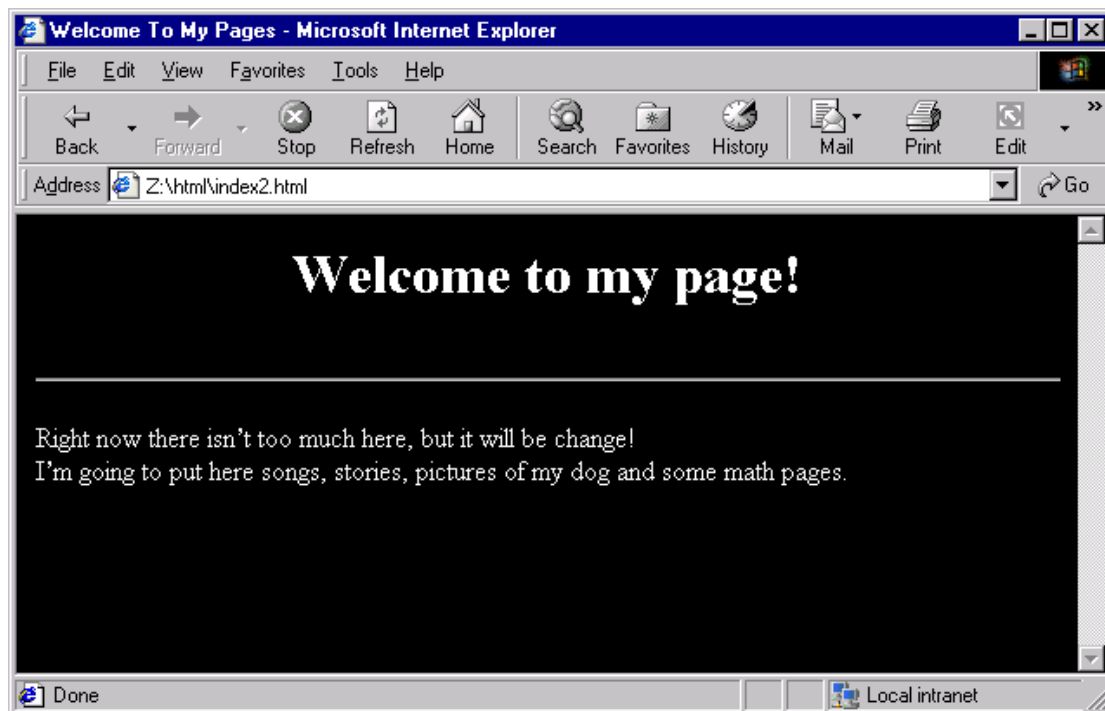 Welcome To My Pages - Microsoft Internet Explorer
File Edit View Favorites Tools Help
Back Forward Stop Refresh Home Search Favorites History Mail Print Edit »
Address Z:\html\index2.html Go
Welcome to my page!
Right now there isn't too much here, but it will be change!
I'm going to put here songs, stories, pictures of my dog and some math pages.
Done Local intranet